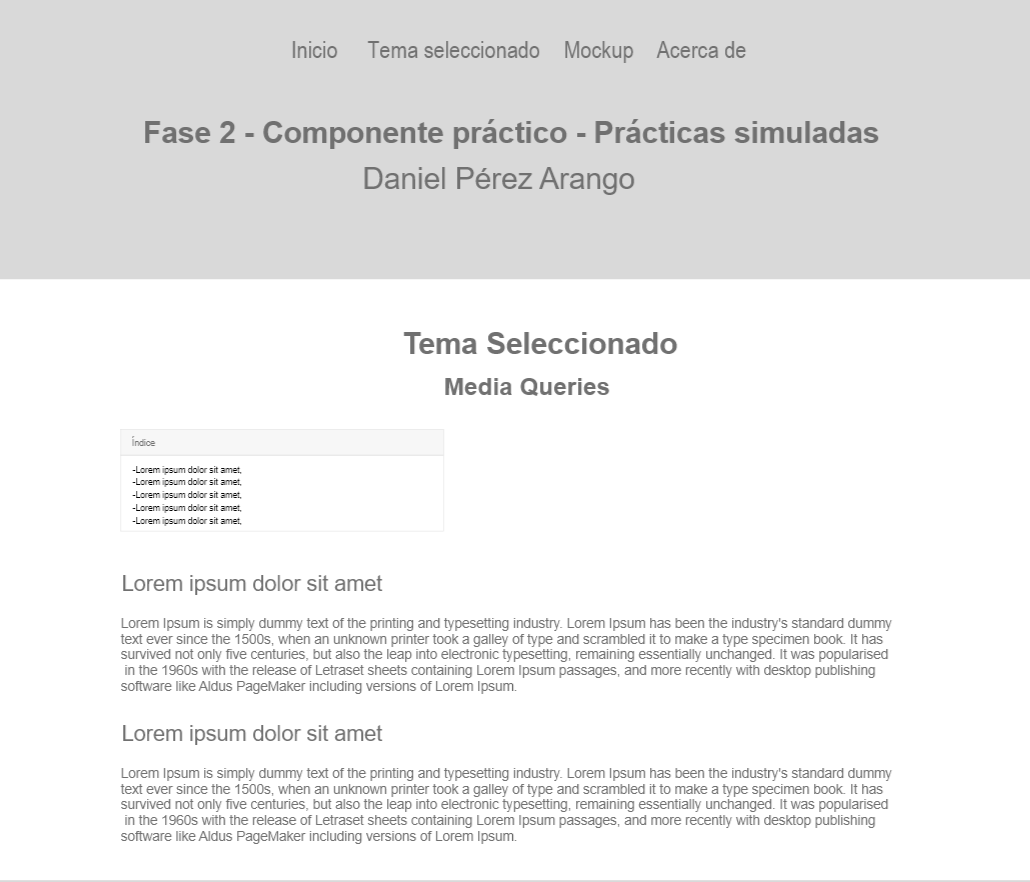 Inicio Tema seleccionado Mockup Acerca de
Fase 2 - Componente práctico - Prácticas simuladas
Daniel Pérez Arango
Tema Seleccionado
Media Queries
Índice
-Lorem ipsum dolor sit amet,
-Lorem ipsum dolor sit amet,
-Lorem ipsum dolor sit amet,
-Lorem ipsum dolor sit amet,
-Lorem ipsum dolor sit amet,
Lorem ipsum dolor sit amet
Lorem Ipsum is simply dummy text of the printing and typesetting industry. Lorem Ipsum has been the industry's standard dummy
text ever since the 1500s, when an unknown printer took a galley of type and scrambled it to make a type specimen book. It has
survived not only five centuries, but also the leap into electronic typesetting, remaining essentially unchanged. It was popularised
in the 1960s with the release of Letraset sheets containing Lorem Ipsum passages, and more recently with desktop publishing
software like Aldus PageMaker including versions of Lorem Ipsum.
Lorem ipsum dolor sit amet
Lorem Ipsum is simply dummy text of the printing and typesetting industry. Lorem Ipsum has been the industry's standard dummy
text ever since the 1500s, when an unknown printer took a galley of type and scrambled it to make a type specimen book. It has
survived not only five centuries, but also the leap into electronic typesetting, remaining essentially unchanged. It was popularised
in the 1960s with the release of Letraset sheets containing Lorem Ipsum passages, and more recently with desktop publishing
software like Aldus PageMaker including versions of Lorem Ipsum.